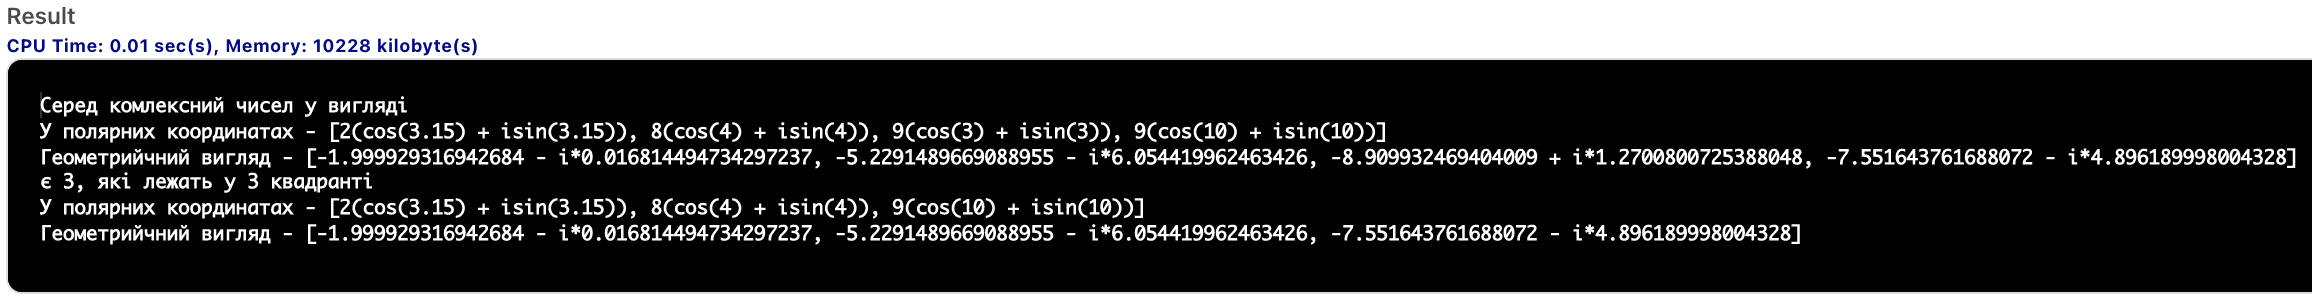 Result
CPU Time: 0.01 sec(s), Memory: 10228 kilobyte(s)
Серед комлексний чисел у вигляді
У полярних координатах - [2(cos(3.15) + isin(3.15)), 8(cos(4) + isin(4)), 9(cos(3) + isin(3)), 9(cos(10) + isin(10))]
Геометрийчний вигляд - [-1.999929316942684 - i*0.016814494734297237, -5.2291489669088955 - i*6.054419962463426, -8.909932469404009 + i*1.2700800725388048, -7.551643761688072 - i*4.896189998004328]
є 3, які лежать у 3 квадранті
У полярних координатах - [2(cos(3.15) + isin(3.15)), 8(cos(4) + isin(4)), 9(cos(10) + isin(10))]
Геометрийчний вигляд - [-1.999929316942684 - i*0.016814494734297237, -5.2291489669088955 - i*6.054419962463426, -7.551643761688072 - i*4.896189998004328]